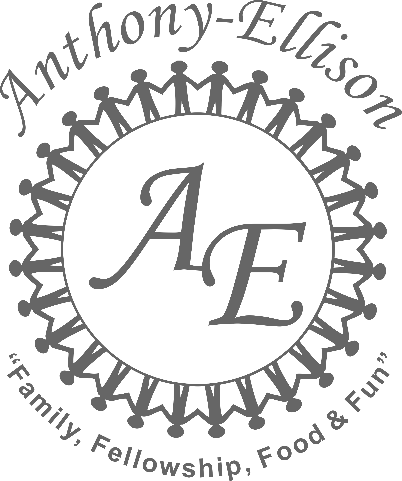 Anthony-Ellison
AE
“Family, Fellowship, Food & Fun”